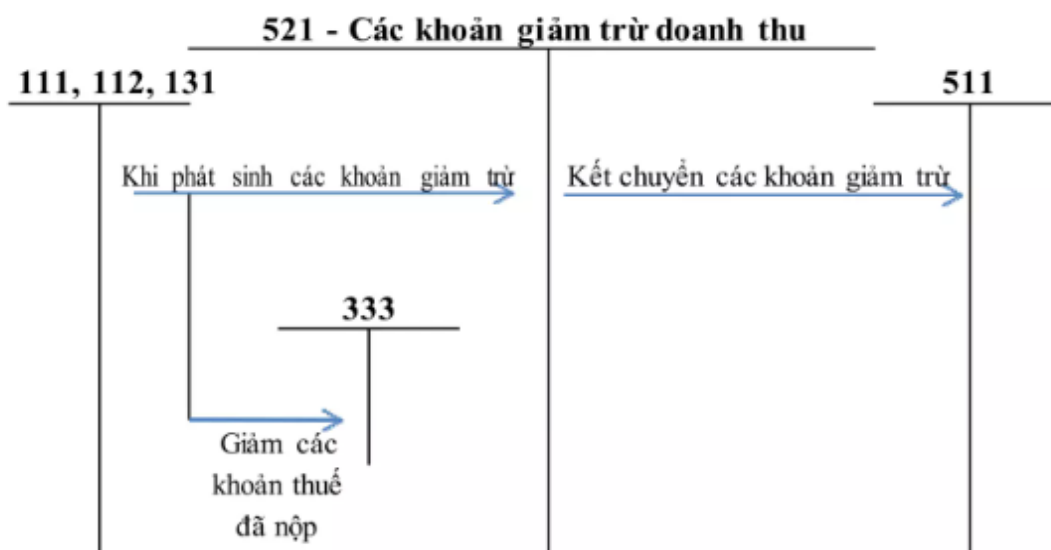 521 - Các khoản giảm trừ doanh thu
111, 112, 131
511
Khi phát sinh các khoản giảm trừ
Kết chuyển các khoản giảm trừ
333
Giảm các
khoản thuế
đã nộp